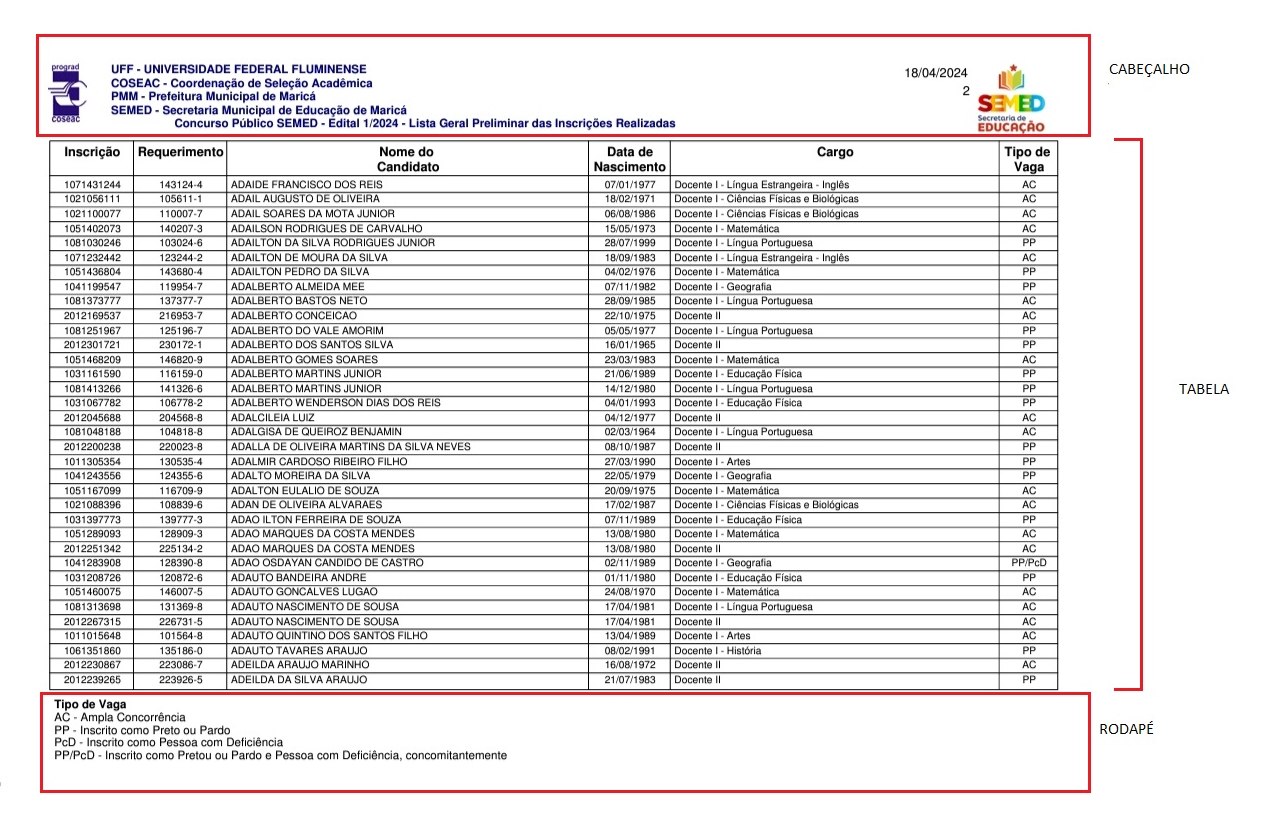 prograd
coseac
UFF - UNIVERSIDADE FEDERAL FLUMINENSE
COSEAC - Coordenação de Seleção Acadêmica
PMM - Prefeitura Municipal de Maricá
SEMED - Secretaria Municipal de Educação de Maricá
Concurso Público SEMED - Edital 1/2024 - Lista Geral Preliminar das Inscrições Realizadas
18/04/2024
2
SEMED
Secretaria de
EDUCAÇÃO
CABEÇALHO
Inscrição Requerimento Nome do Candidato Data de Nascimento Cargo Tipo de Vaga
1071431244 143124-4 ADAIDE FRANCISCO DOS REIS 07/01/1977 Docente I - Língua Estrangeira - Inglês AC
1021056111 105611-1 ADAIL AUGUSTO DE OLIVEIRA 18/02/1971 Docente I - Ciências Físicas e Biológicas AC
1021100077 110007-7 ADAIL SOARES DA MOTA JUNIOR 06/08/1986 Docente I - Ciências Físicas e Biológicas AC
1051402073 140207-3 ADAILSON RODRIGUES DE CARVALHO 15/05/1973 Docente I - Matemática AC
1081030246 103024-6 ADAILTON DA SILVA RODRIGUES JUNIOR 28/07/1999 Docente I - Língua Portuguesa PP
1071232442 123244-2 ADAILTON DE MOURA DA SILVA 18/09/1983 Docente I - Língua Estrangeira - Inglês AC
1051436804 143680-4 ADAILTON PEDRO DA SILVA 04/02/1976 Docente I - Matemática PP
1041199547 119954-7 ADALBERTO ALMEIDA MEE 07/11/1982 Docente I - Geografia PP
1081373777 137377-7 ADALBERTO BASTOS NETO 28/09/1985 Docente I - Língua Portuguesa AC
2012169537 216953-7 ADALBERTO CONCEICAO 22/10/1975 Docente II AC
1081251967 125196-7 ADALBERTO DO VALE AMORIM 05/05/1977 Docente I - Língua Portuguesa PP
2012301721 230172-1 ADALBERTO DOS SANTOS SILVA 16/01/1965 Docente II PP
1051468209 146820-9 ADALBERTO GOMES SOARES 23/03/1983 Docente I - Matemática AC
1031161590 116159-0 ADALBERTO MARTINS JUNIOR 21/06/1989 Docente I - Educação Física PP
1081413266 141326-6 ADALBERTO MARTINS JUNIOR 14/12/1980 Docente I - Língua Portuguesa PP
1031067782 106778-2 ADALBERTO WENDERSON DIAS DOS REIS 04/01/1993 Docente I - Educação Física PP
2012045688 204568-8 ADALCILEIA LUIZ 04/12/1977 Docente II AC
1081048188 104818-8 ADALGISA DE QUEIROZ BENJAMIN 02/03/1964 Docente I - Língua Portuguesa AC
2012200238 220023-8 ADALLA DE OLIVEIRA MARTINS DA SILVA NEVES 08/10/1987 Docente II PP
1011305354 130535-4 ADALMIR CARDOSO RIBEIRO FILHO 27/03/1990 Docente I - Artes PP
1041243556 124355-6 ADALTO MOREIRA DA SILVA 22/05/1979 Docente I - Geografia PP
1051167099 116709-9 ADALTON EULALIO DE SOUZA 20/09/1975 Docente I - Matemática AC
1021088396 108839-6 ADAN DE OLIVEIRA ALVARAES 17/02/1987 Docente I - Ciências Físicas e Biológicas AC
1031397773 139777-3 ADAO ILTON FERREIRA DE SOUZA 07/11/1989 Docente I - Educação Física PP
1051289093 128909-3 ADAO MARQUES DA COSTA MENDES 13/08/1980 Docente I - Matemática AC
2012251342 225134-2 ADAO MARQUES DA COSTA MENDES 13/08/1980 Docente II AC
1041283908 128390-8 ADAO OSDAYAN CANDIDO DE CASTRO 02/11/1989 Docente I - Geografia PP/PcD
1031208726 120872-6 ADAUTO BANDEIRA ANDRE 01/11/1980 Docente I - Educação Física PP
1051460075 146007-5 ADAUTO GONCALVES LUGAO 24/08/1970 Docente I - Matemática AC
1081313698 131369-8 ADAUTO NASCIMENTO DE SOUSA 17/04/1981 Docente I - Língua Portuguesa AC
2012267315 226731-5 ADAUTO NASCIMENTO DE SOUSA 17/04/1981 Docente II AC
1011015648 101564-8 ADAUTO QUINTINO DOS SANTOS FILHO 13/04/1989 Docente I - Artes AC
1061351860 135186-0 ADAUTO TAVARES ARAUJO 08/02/1991 Docente I - História PP
2012230867 223086-7 ADEILDA ARAUJO MARINHO 16/08/1972 Docente II AC
2012239265 223926-5 ADEILDA DA SILVA ARAUJO 21/07/1983 Docente II PP
TABELA
Tipo de Vaga
AC - Ampla Concorrência
PP - Inscrito como Preto ou Pardo
PcD - Inscrito como Pessoa com Deficiência
PP/PcD - Inscrito como Pretou ou Pardo e Pessoa com Deficiência, concomitantemente
RODAPÉ